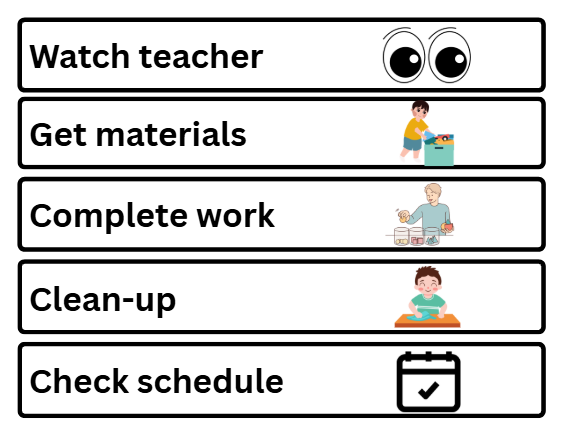 Watch teacher
Get materials
Complete work
Clean-up
Check schedule